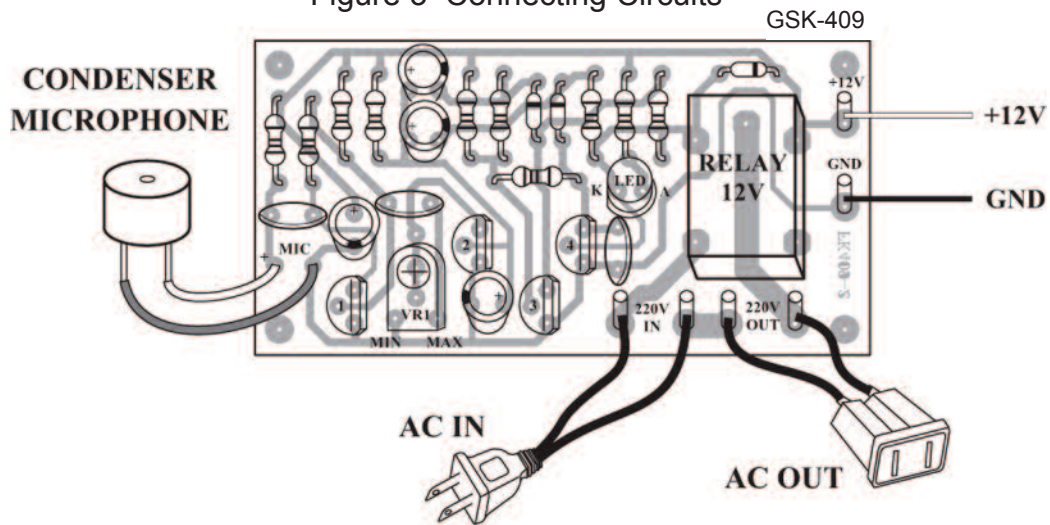 Figure 3 Connecting Circuits
GSK-409
CONDENSER
MICROPHONE
+12V
+12V
GND
GND
RELAY
12V
K
LED
A
+
MIC
+
+
+
+
1
2
3
4
VR1
MIN
MAX
220V
IN
220V
OUT
AC IN
AC OUT